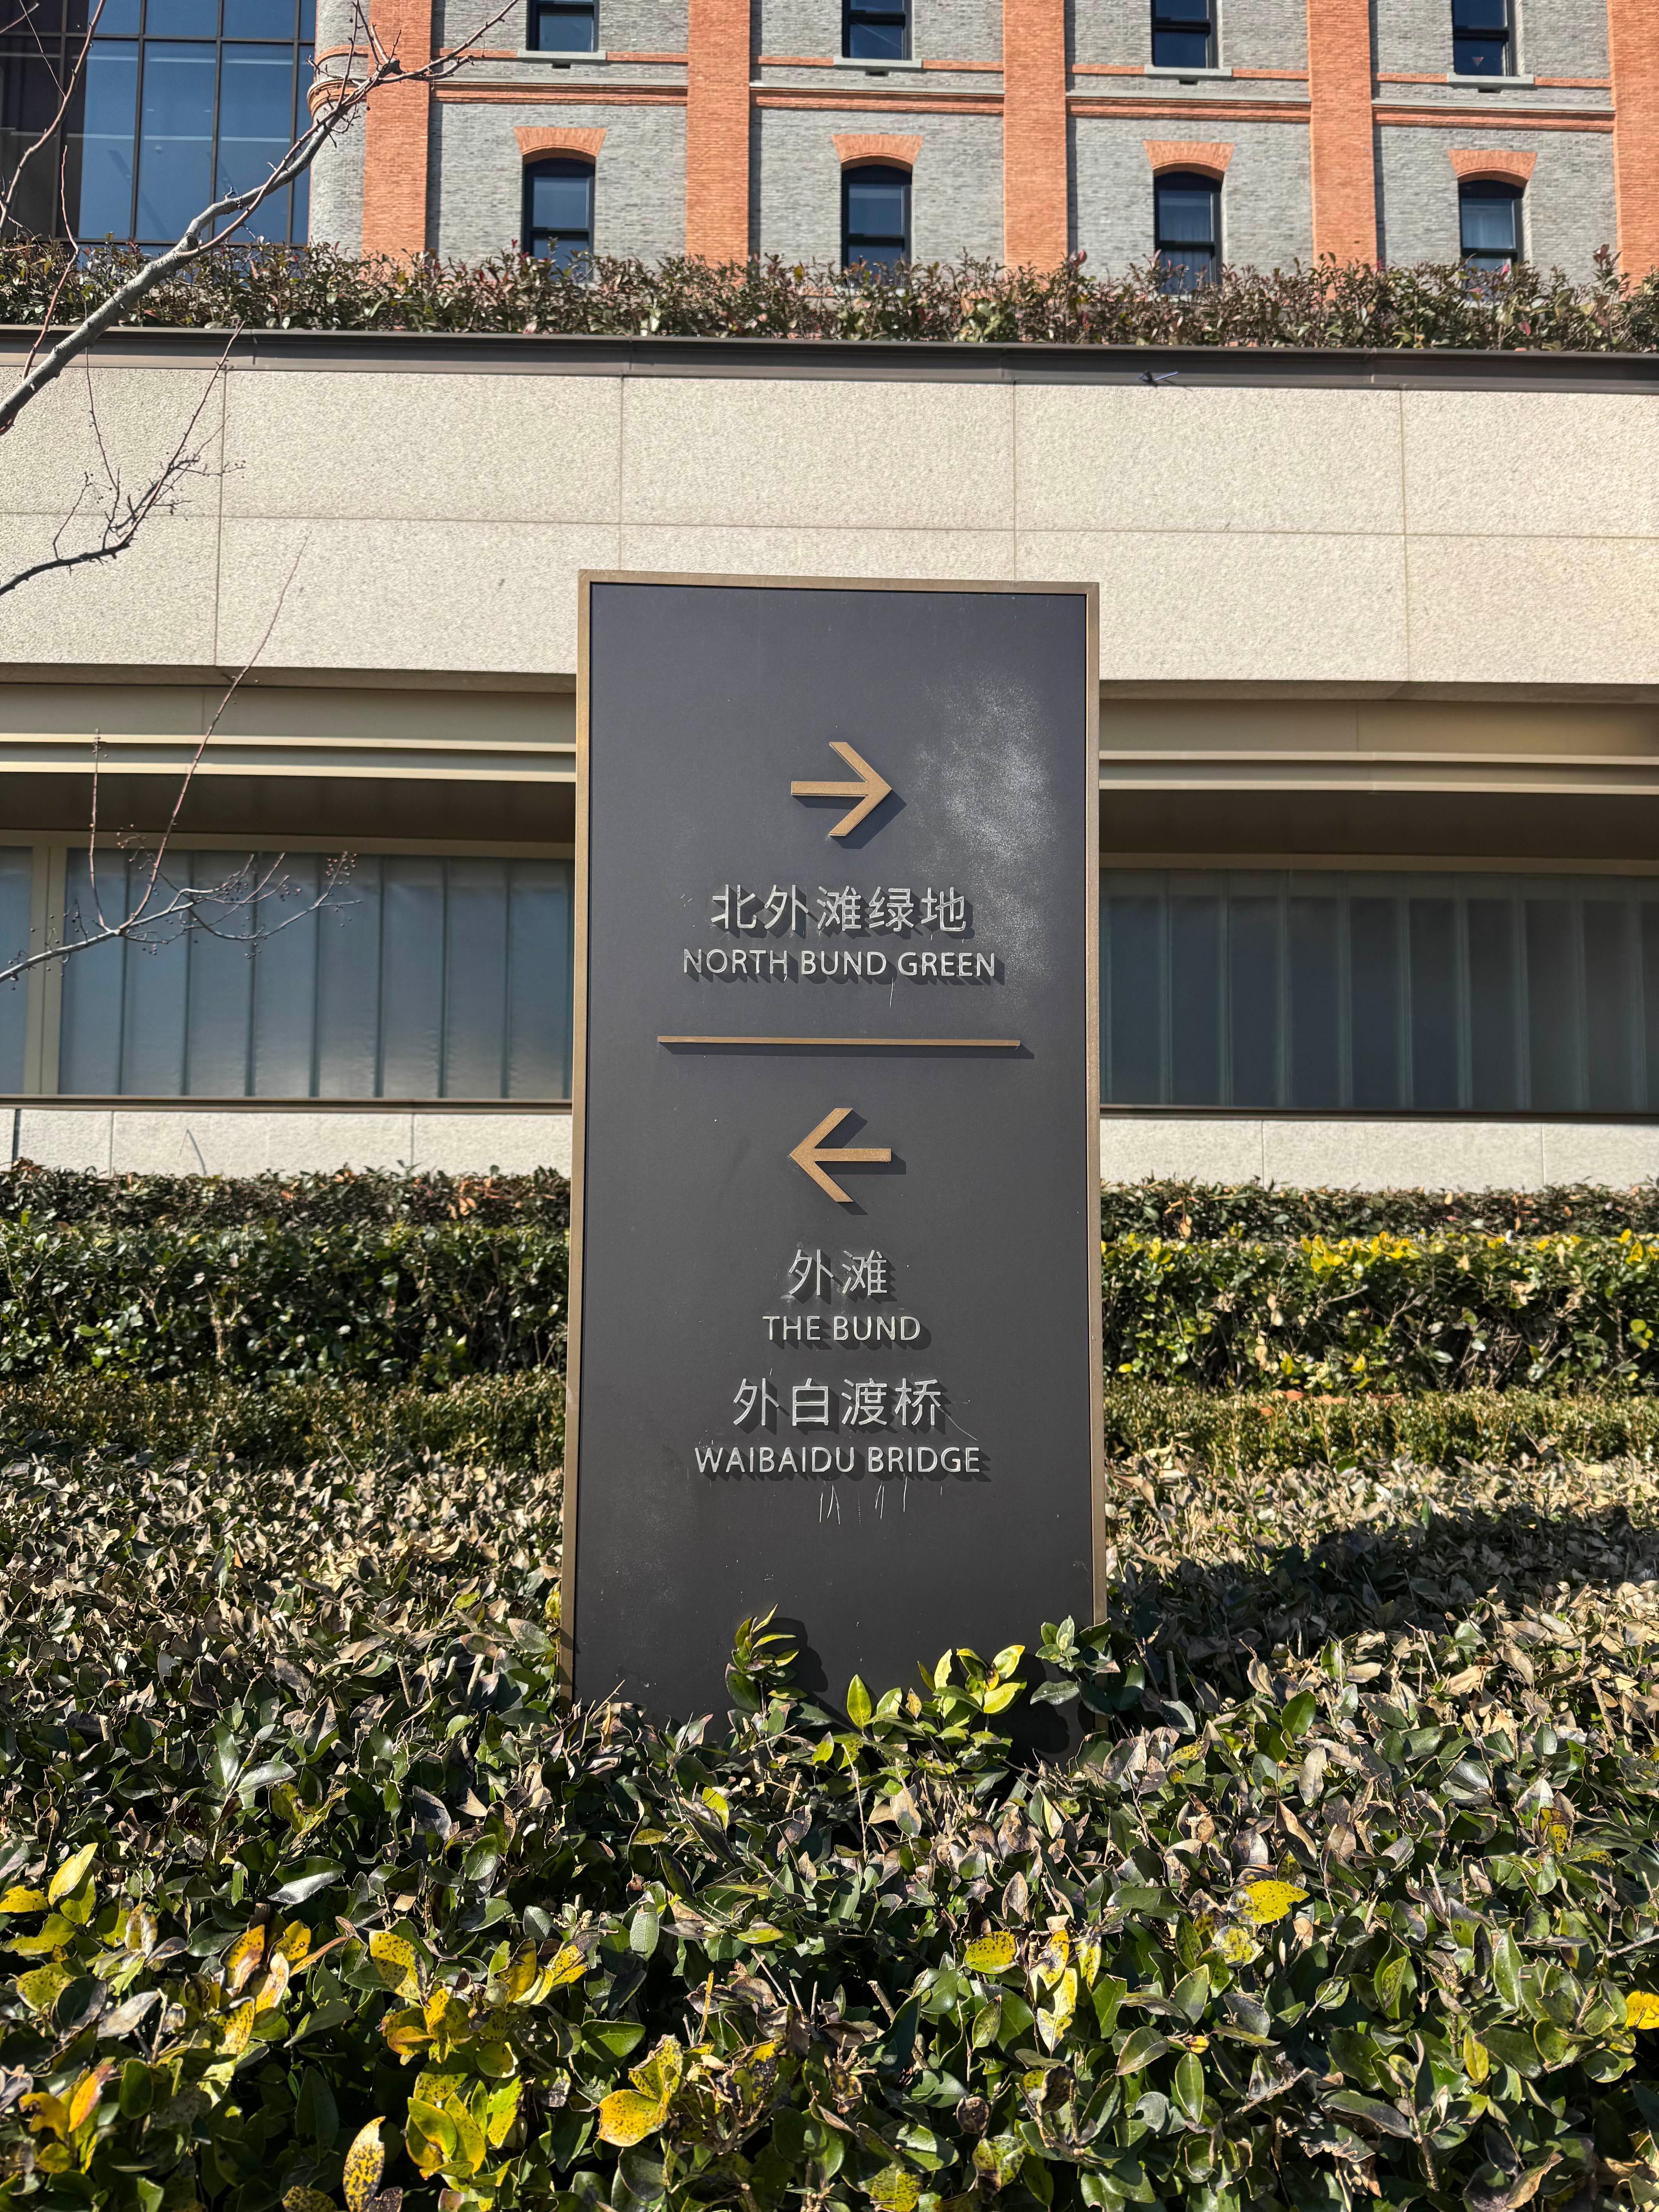 北外滩绿地
NORTH BUND GREEN
外滩
THE BUND
外白渡桥
WAIBAIDU BRIDGE